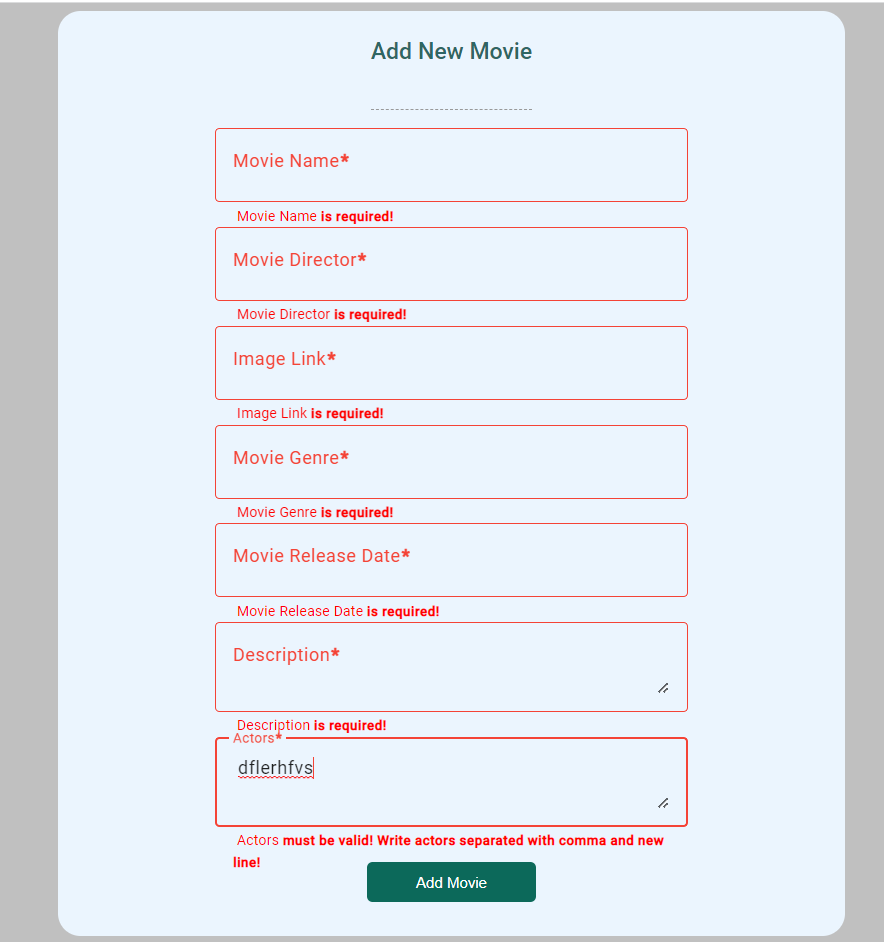 Add New Movie
Movie Name*
Movie Name is required!
Movie Director*
Movie Director is required!
Image Link*
Image Link is required!
Movie Genre*
Movie Genre is required!
Movie Release Date*
Movie Release Date is required!
Description*
Description is required!
Actors*
dflerhfvs
Actors must be valid! Write actors separated with comma and new
line!
Add Movie